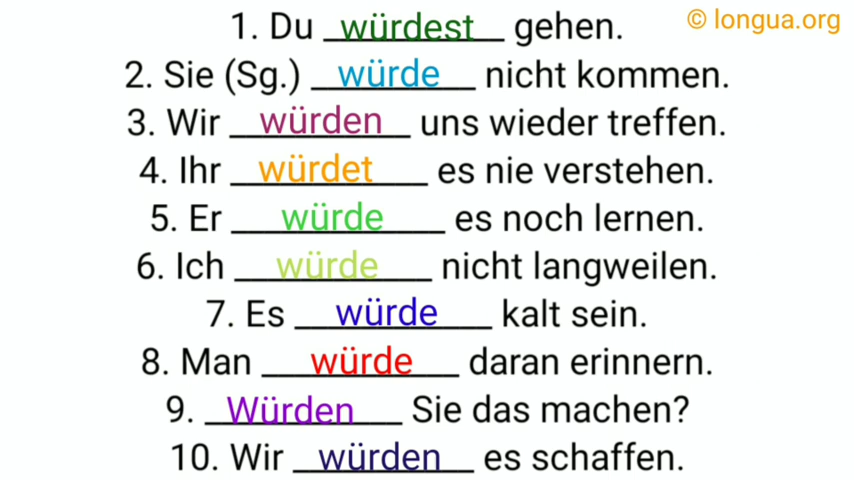 © longua.org
1. Du würdest gehen.
2. Sie (Sg.) würde nicht kommen.
3. Wir würden uns wieder treffen.
4. Ihr würdet es nie verstehen.
5. Er würde es noch lernen.
6. Ich würde nicht langweilen.
7. Es würde kalt sein.
8. Man würde daran erinnern.
9. Würden Sie das machen?
10. Wir würden es schaffen.